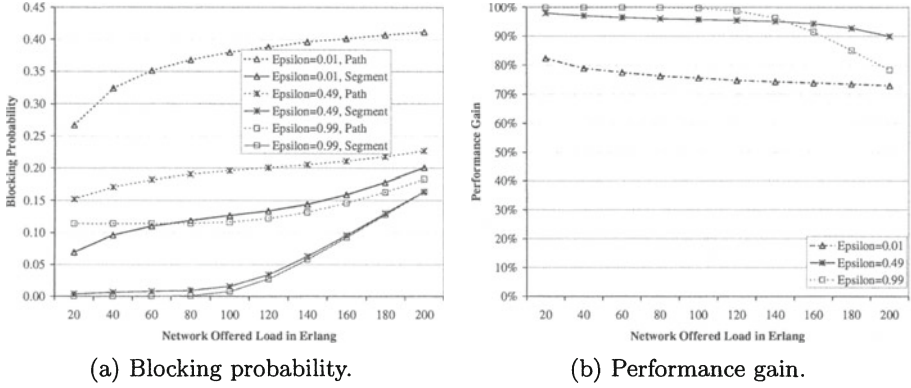 0.45
0.40
0.35
0.30
0.25
0.20
0.15
0.10
0.05
0.00
Blocking Probability
Epsilon=0.01, Path
Epsilon=0.01, Segment
Epsilon=0.49, Path
Epsilon=0.49, Segment
Epsilon=0.99, Path
Epsilon=0.99, Segment
20 40 60 80 100 120 140 160 180 200
Network Offered Load in Erlang
(a) Blocking probability.
100%
90%
80%
70%
60%
50%
60%
70%
80%
90%
100%
Performance Gain
Epsilon=0.01
Epsilon=0.49
Epsilon=0.99
20 40 60 80 100 120 140 160 180 200
Network Offered Load in Erlang
(b) Performance gain.